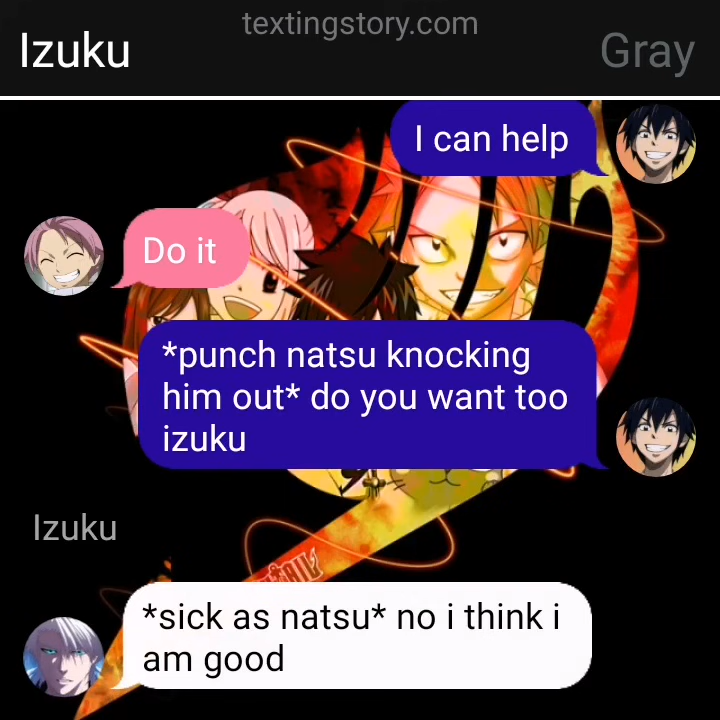 textingstory.com
Izuku
Gray
I can help
Do it
*punch natsu knocking
him out* do you want too
izuku
Izuku
*sick as natsu* no i think i
am good